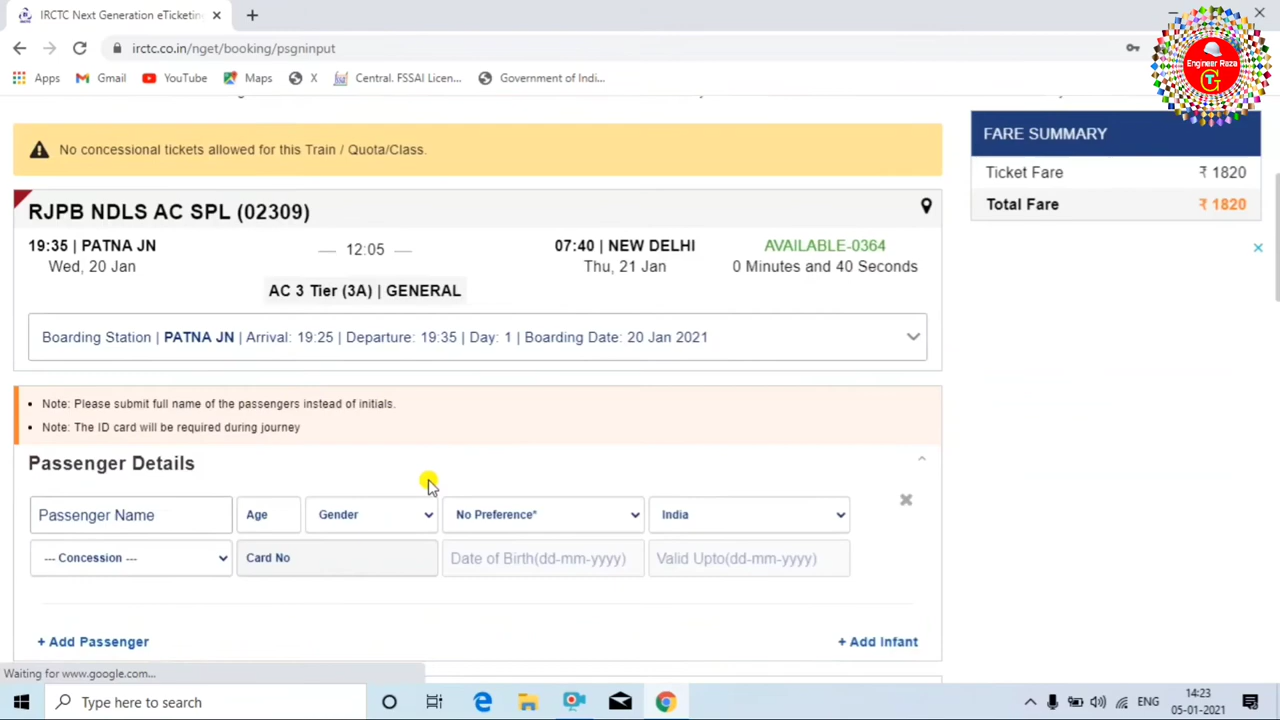 IRCTC Next Generation eTicketing
irctc.co.in/nget/booking/psgninput
Apps Gmail YouTube Maps X Central. FSSAI Licen... Government of Indi...
Engineer Raza
TG
No concessional tickets allowed for this Train / Quota/Class.
FARE SUMMARY
Ticket Fare ₹ 1820
Total Fare ₹ 1820
RJPB NDLS AC SPL (02309)
19:35 | PATNA JN — 12:05 — 07:40 | NEW DELHI AVAILABLE-0364
Wed, 20 Jan Thu, 21 Jan 0 Minutes and 40 Seconds
AC 3 Tier (3A) | GENERAL
Boarding Station | PATNA JN | Arrival: 19:25 | Departure: 19:35 | Day: 1 | Boarding Date: 20 Jan 2021
Note: Please submit full name of the passengers instead of initials.
Note: The ID card will be required during journey
Passenger Details
Passenger Name Age Gender No Preference* India
--- Concession --- Card No Date of Birth(dd-mm-yyyy) Valid Upto(dd-mm-yyyy)
+ Add Passenger + Add Infant
Waiting for www.google.com...
Type here to search ENG 14:23
05-01-2021